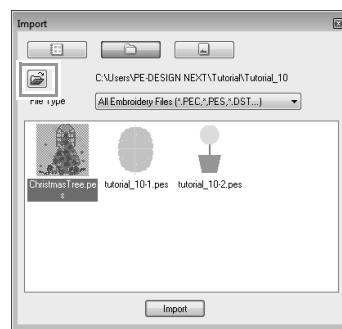 Import
C:\Users\PE-DESIGN NEXT\Tutorial\Tutorial_10
File Type
All Embroidery Files (*.PEC,*.PES,*.DST...)
ChristmasTree.pe
s
tutorial_10-1.pes
tutorial_10-2.pes
Import